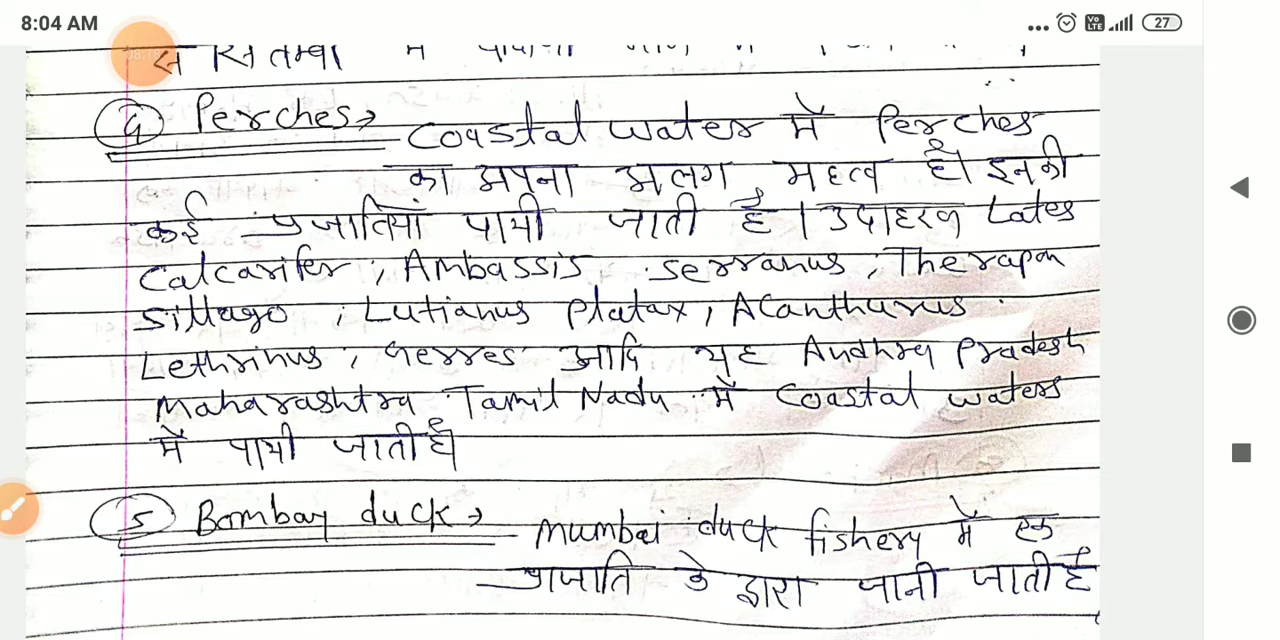 8:04 AM
27
④ Perches → Coastal water में Perches
का अपना अलग महत्व है। इनकी
कई प्रजातियां पायी जाती है। उदाहरण Lates
Calcarifer, Ambassis, Serranus, Therapon
Sillago, Lutianus Platax, Acanthurus
Lethrinus, Gerres आदि यह Andhra Pradesh
Maharashtra Tamil Nadu में Coastal waters
में पायी जाती है।
⑤ Bombay duck → Mumbai duck fishery में एक
प्रजाति के द्वारा जानी जाती है